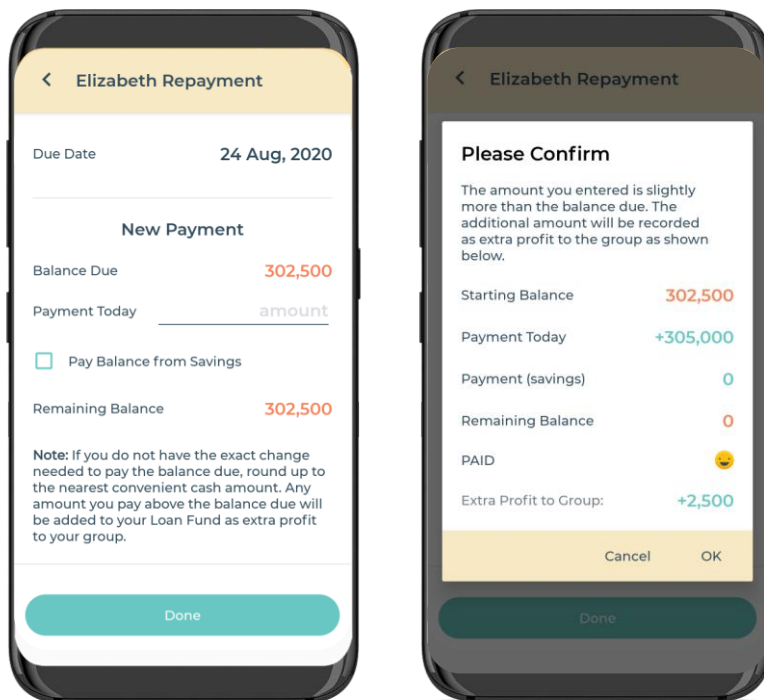 Elizabeth Repayment
Due Date 24 Aug, 2020
New Payment
Balance Due 302,500
Payment Today amount
Pay Balance from Savings
Remaining Balance 302,500
Note: If you do not have the exact change
needed to pay the balance due, round up to
the nearest convenient cash amount. Any
amount you pay above the balance due will
be added to your Loan Fund as extra profit
to your group.
Done
Elizabeth Repayment
Please Confirm
The amount you entered is slightly
more than the balance due. The
additional amount will be recorded
as extra profit to the group as shown
below.
Starting Balance 302,500
Payment Today +305,000
Payment (savings) 0
Remaining Balance 0
PAID
Extra Profit to Group: +2,500
Cancel OK
Done